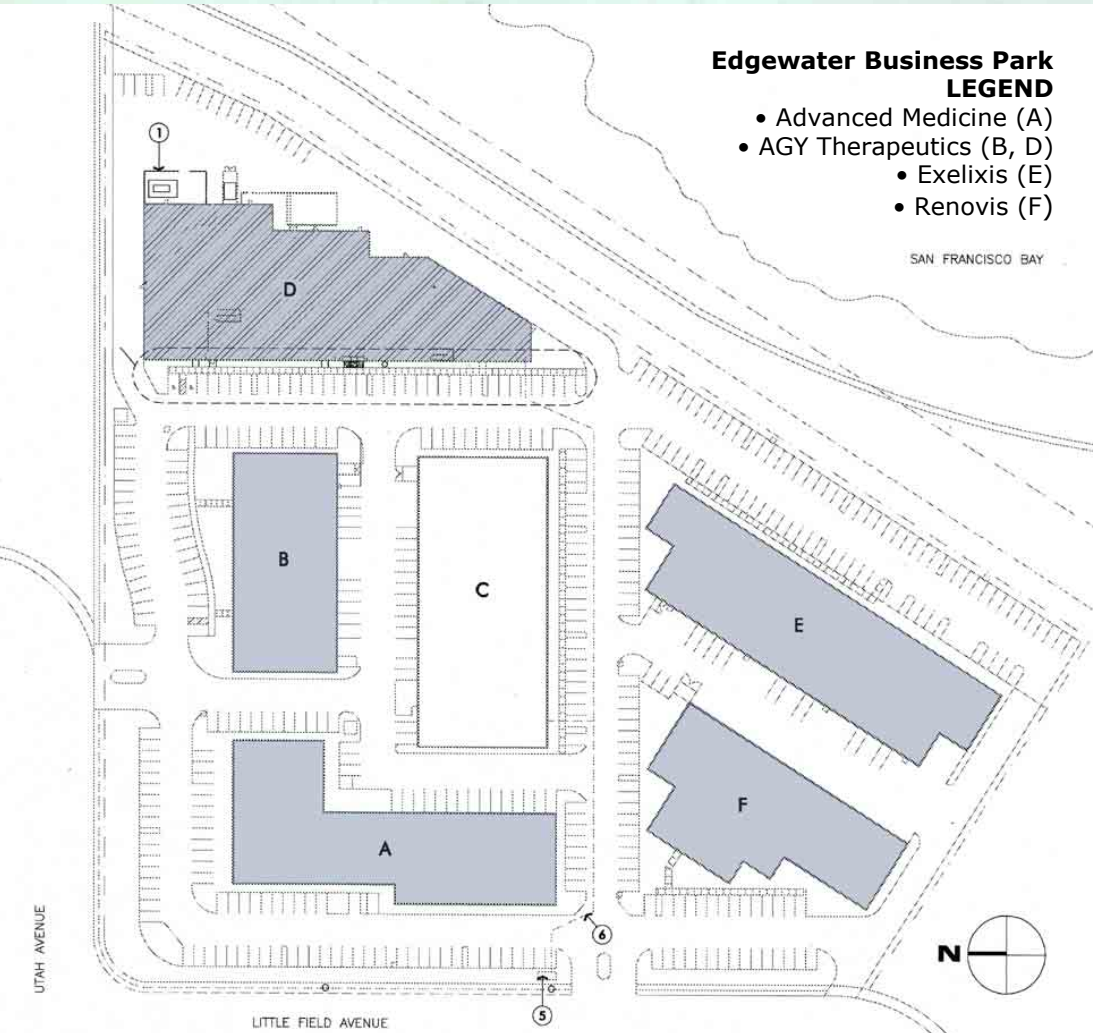 Edgewater Business Park
LEGEND
• Advanced Medicine (A)
• AGY Therapeutics (B, D)
• Exelixis (E)
• Renovis (F)
SAN FRANCISCO BAY
1
D
B
C
E
A
F
6
N
5
UTAH AVENUE
LITTLE FIELD AVENUE